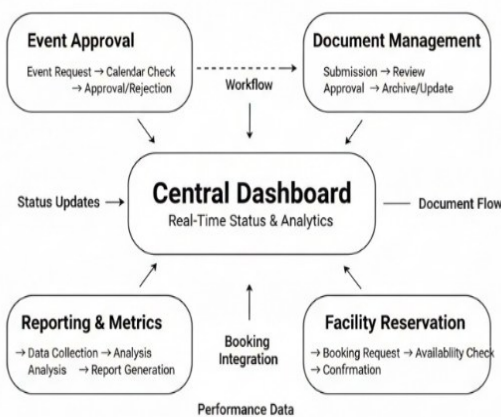 Event Approval
Event Request → Calendar Check
→ Approval/Rejection
Workflow
Document Management
Submission → Review
Approval → Archive/Update
Status Updates →
Central Dashboard
Real-Time Status & Analytics
Document Flow
Reporting & Metrics
→ Data Collection → Analysis
Analysis → Report Generation
Booking
Integration
Facility Reservation
→ Booking Request → Availability Check
→ Confrmation
Performance Data